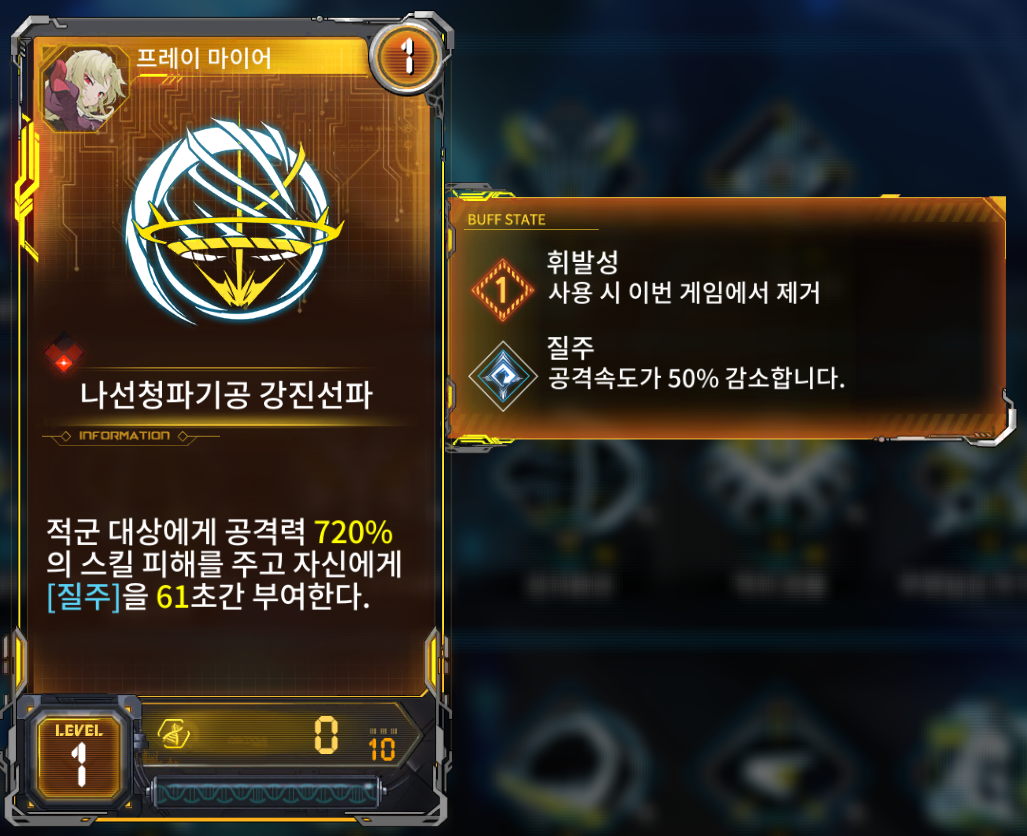 프레이 마이어
1
나선청파기공 강진선파
INFORMATION
적군 대상에게 공격력 720%
의 스킬 피해를 주고 자신에게
[질주]을 61초간 부여한다.
LEVEL
1
0
10
BUFF STATE
1
휘발성
사용 시 이번 게임에서 제거
질주
공격속도가 50% 감소합니다.